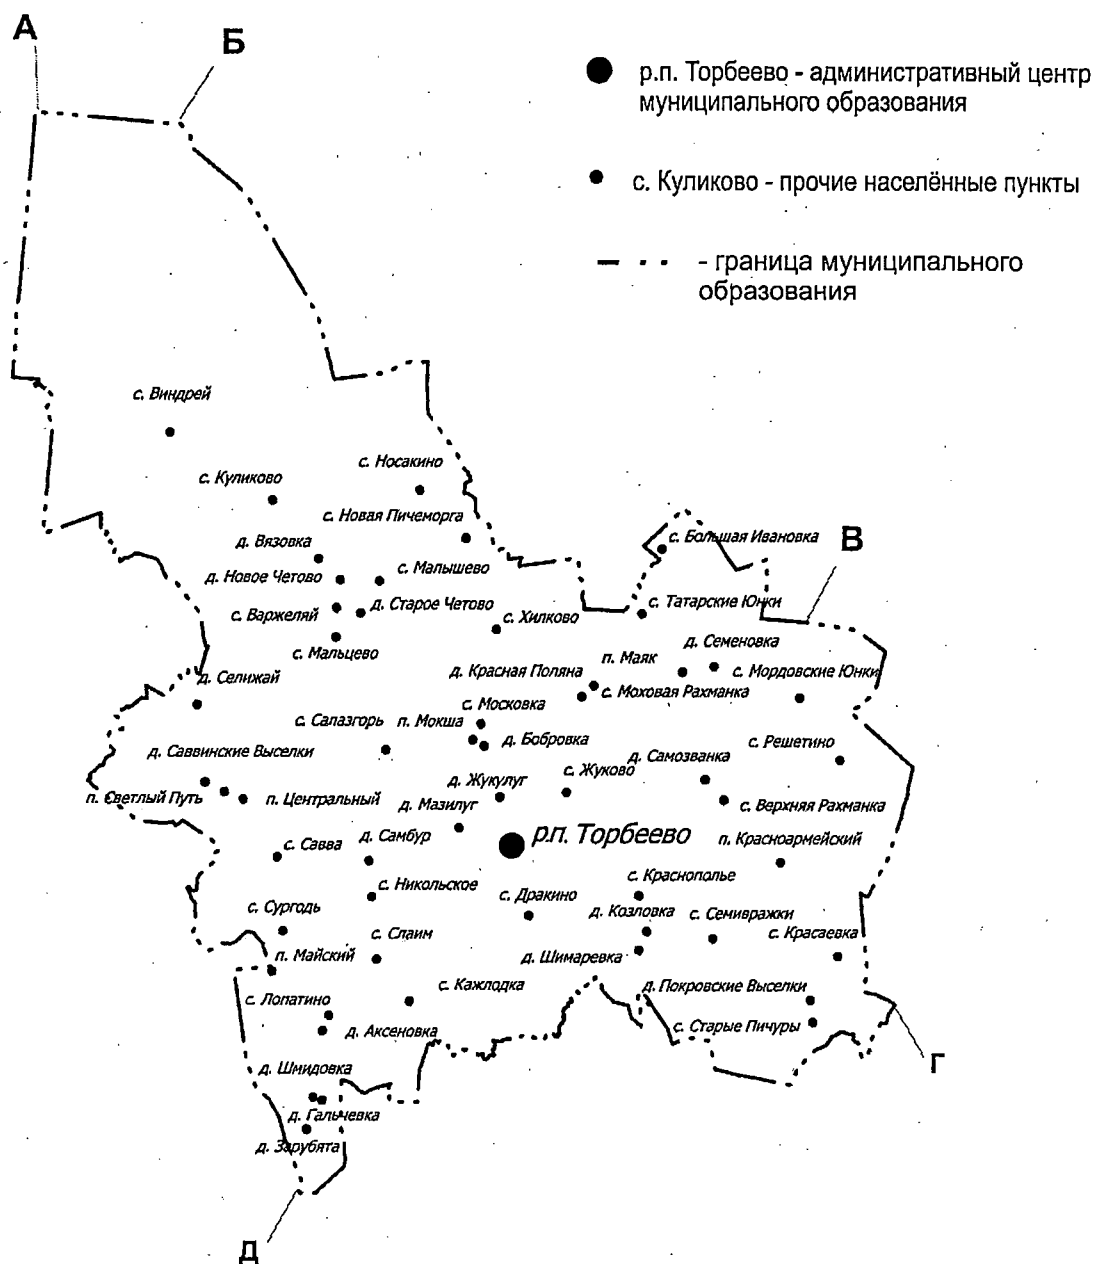 А
Б
р.п. Торбеево - административный центр
муниципального образования
с. Куликово - прочие населённые пункты
- граница муниципального
образования
с. Виндрей
с. Носакино
с. Куликово
с. Новая Пичеморга
с. Большая Ивановка
В
д. Вязовка
с. Малышево
д. Новое Четово
д. Старое Четово
с. Татарские Юнки
с. Варжеляй
с. Хилково
с. Мальцево
д. Семеновка
п. Маяк
д. Красная Поляна
с. Мордовские Юнки
д. Селижай
с. Моховая Рахманка
с. Московка
с. Салазгорь
п. Мокша
д. Бобровка
с. Решетино
д. Саввинские Выселки
д. Самозванка
с. Жуково
д. Жукулуг
п. Светлый Путь
п. Центральный
д. Мазилуг
с. Верхняя Рахманка
р.п. Торбеево
п. Красноармейский
с. Савва
д. Самбур
с. Краснополье
с. Никольское
с. Дракино
с. Сургодь
д. Козловка
с. Семивражки
с. Слаим
с. Красаевка
п. Майский
д. Шимаревка
с. Кажлодка
д. Покровские Выселки
с. Лопатино
с. Старые Пичуры
д. Аксеновка
Г
д. Шмидовка
д. Гальчевка
д. Зарубята
Д